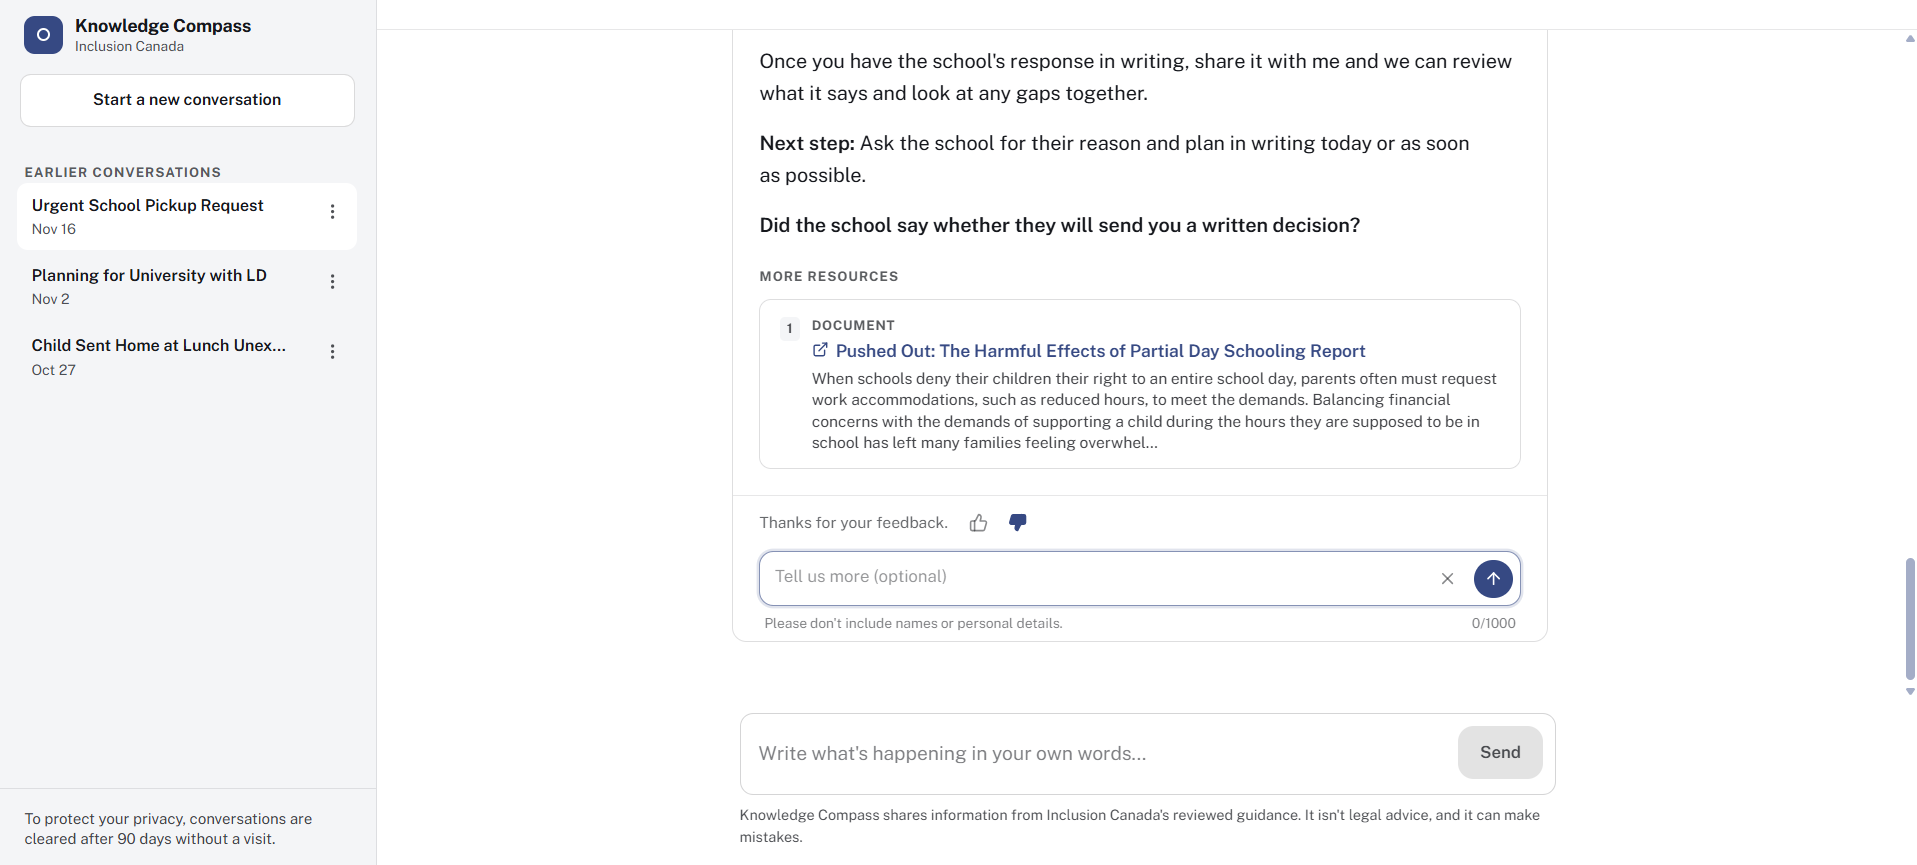 Knowledge Compass
Inclusion Canada
Start a new conversation
EARLIER CONVERSATIONS
Urgent School Pickup Request
Nov 16
Planning for University with LD
Nov 2
Child Sent Home at Lunch Unex...
Oct 27
To protect your privacy, conversations are
cleared after 90 days without a visit.
Once you have the school's response in writing, share it with me and we can review
what it says and look at any gaps together.
Next step: Ask the school for their reason and plan in writing today or as soon
as possible.
Did the school say whether they will send you a written decision?
MORE RESOURCES
1
DOCUMENT
Pushed Out: The Harmful Effects of Partial Day Schooling Report
When schools deny their children their right to an entire school day, parents often must request
work accommodations, such as reduced hours, to meet the demands. Balancing financial
concerns with the demands of supporting a child during the hours they are supposed to be in
school has left many families feeling overwhel...
Thanks for your feedback.
Tell us more (optional)
Please don't include names or personal details.
0/1000
Write what's happening in your own words...
Send
Knowledge Compass shares information from Inclusion Canada's reviewed guidance. It isn't legal advice, and it can make
mistakes.